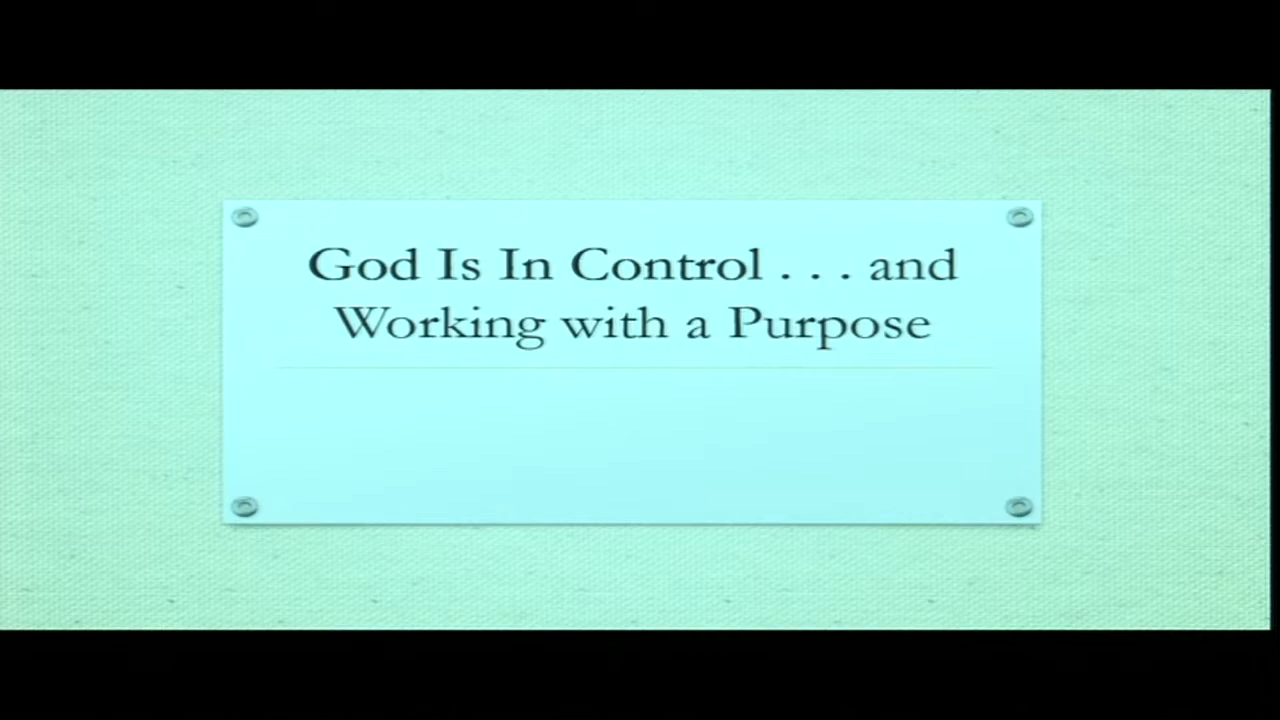 God Is In Control . . . and
Working with a Purpose